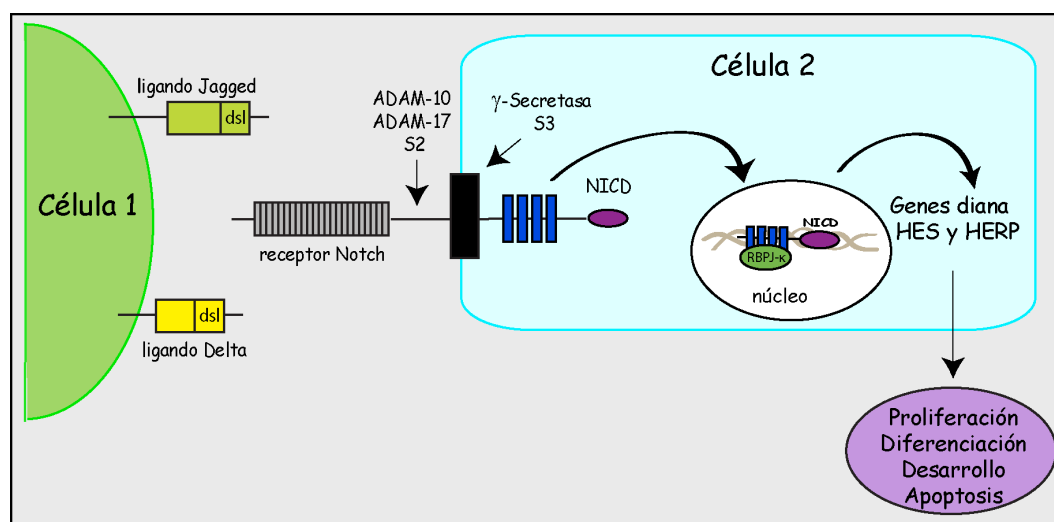 Célula 1
ligando Jagged
dsl
ligando Delta
dsl
receptor Notch
ADAM-10
ADAM-17
S2
γ-Secretasa
S3
Célula 2
NICD
NICD
RBPJ-κ
núcleo
Genes diana
HES y HERP
Proliferación
Diferenciación
Desarrollo
Apoptosis